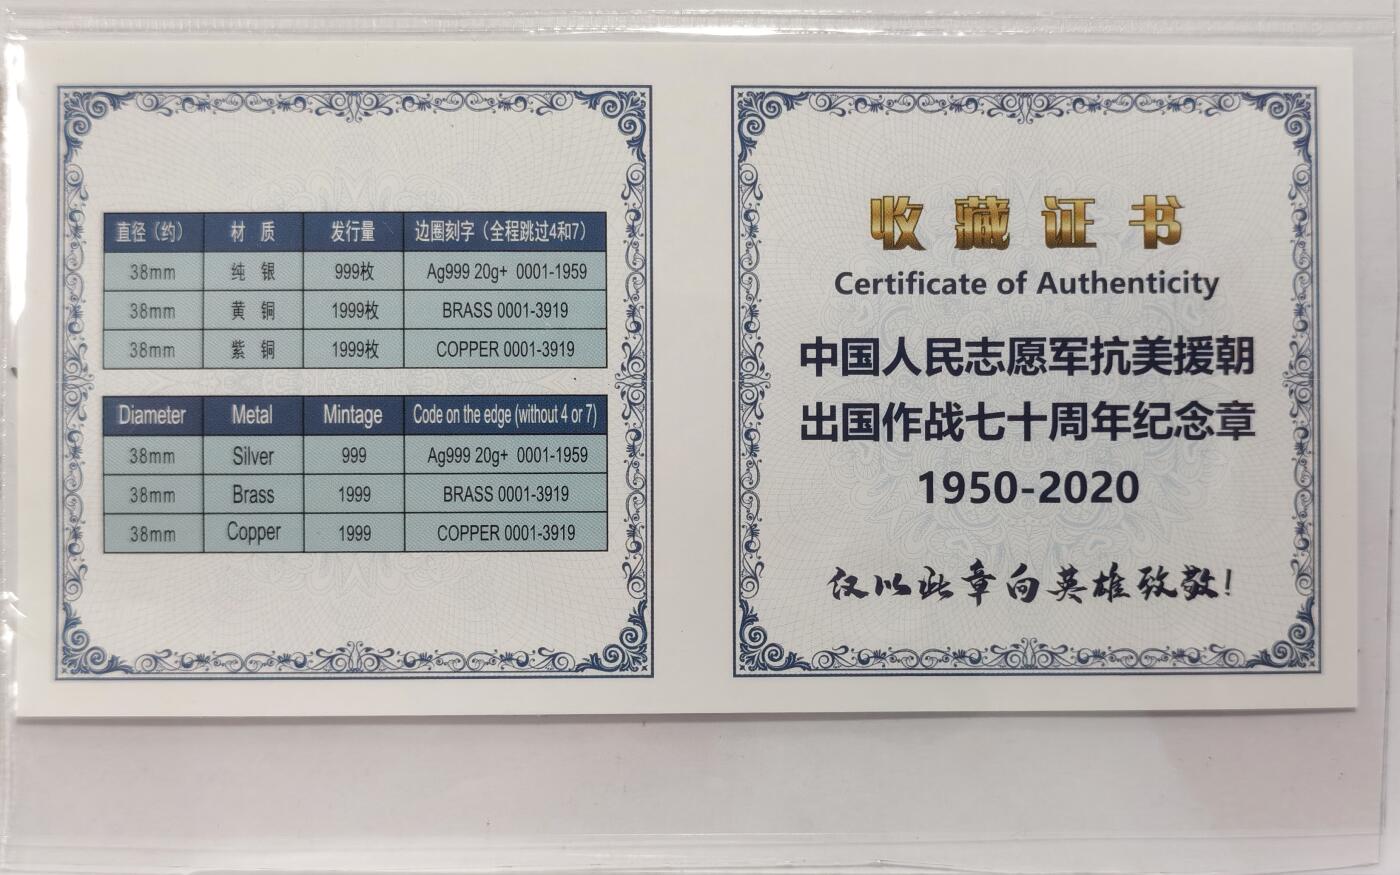 直径（约） 材 质 发行量 边圈刻字（全程跳过4和7）
38mm 纯 银 999枚 Ag999 20g+ 0001-1959
38mm 黄 铜 1999枚 BRASS 0001-3919
38mm 紫 铜 1999枚 COPPER 0001-3919
Diameter Metal Mintage Code on the edge (without 4 or 7)
38mm Silver 999 Ag999 20g+ 0001-1959
38mm Brass 1999 BRASS 0001-3919
38mm Copper 1999 COPPER 0001-3919
收藏证书
Certificate of Authenticity
中国人民志愿军抗美援朝
出国作战七十周年纪念章
1950-2020
仅以此章向英雄致敬！